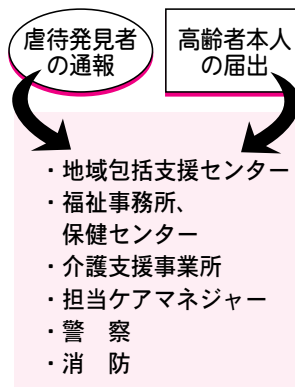 虐待発見者
の通報
高齢者本人
の届出
・地域包括支援センター
・福祉事務所、
保健センター
・介護支援事業所
・担当ケアマネジャー
・警　察
・消　防